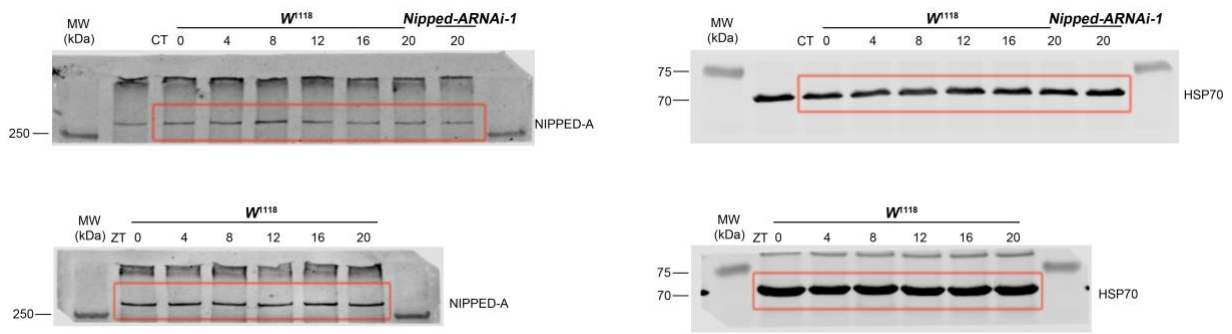 W1118 Nipped-ARNAi-1
MW
(kDa)
CT 0 4 8 12 16 20 20
250
NIPPED-A
W1118 Nipped-ARNAi-1
MW
(kDa)
CT 0 4 8 12 16 20 20
75
70
HSP70
W1118
MW
(kDa)
ZT 0 4 8 12 16 20
250
NIPPED-A
W1118
MW
(kDa)
ZT 0 4 8 12 16 20
75
70
HSP70